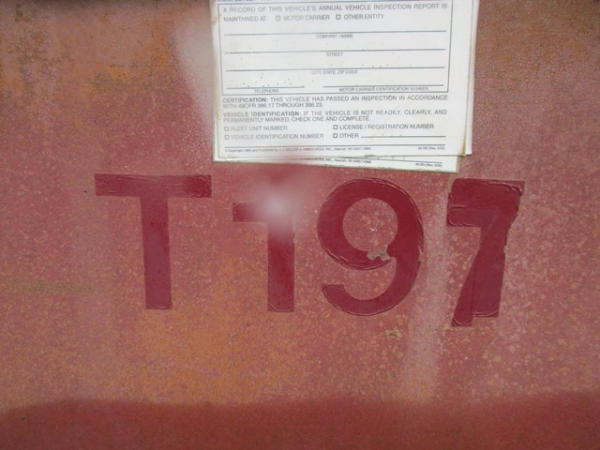 A RECORD OF THIS VEHICLE'S ANNUAL VEHICLE INSPECTION REPORT IS
MAINTAINED AT: ☐ MOTOR CARRIER ☐ OTHER ENTITY
COMPANY / NAME
STREET
CITY, STATE, ZIP CODE
TELEPHONE MOTOR CARRIER IDENTIFICATION NUMBER
CERTIFICATION: THIS VEHICLE HAS PASSED AN INSPECTION IN ACCORDANCE
WITH 49CFR 396.17 THROUGH 396.23.
VEHICLE IDENTIFICATION: IF THE VEHICLE IS NOT READILY, CLEARLY, AND
PERMANENTLY MARKED, CHECK ONE AND COMPLETE.
☐ FLEET UNIT NUMBER ☐ LICENSE / REGISTRATION NUMBER
☐ VEHICLE IDENTIFICATION NUMBER ☐ OTHER
T197